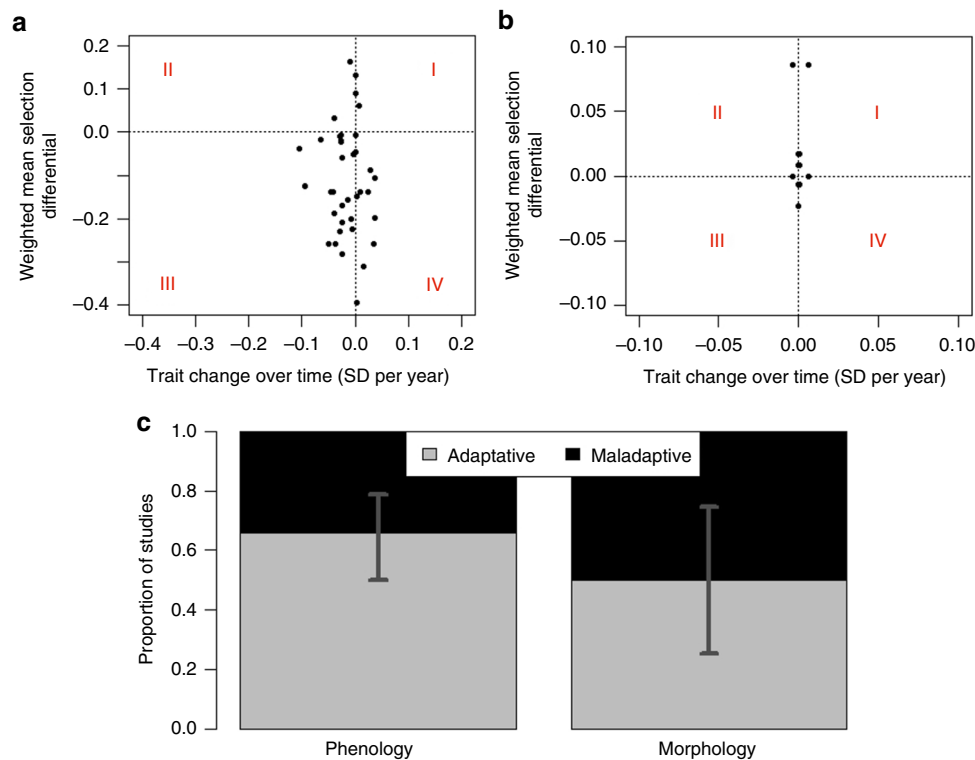 a
Weighted mean selection
differential
0.2
0.1
0.0
–0.2
–0.4
II
I
III
IV
–0.4
–0.3
–0.2
–0.1
0.0
0.1
0.2
Trait change over time (SD per year)
b
Weighted mean selection
differential
0.10
0.05
0.00
–0.05
–0.10
II
I
III
IV
–0.10
–0.05
0.00
0.05
0.10
Trait change over time (SD per year)
c
Proportion of studies
1.0
0.8
0.6
0.4
0.2
0.0
Adaptative
Maladaptive
Phenology
Morphology